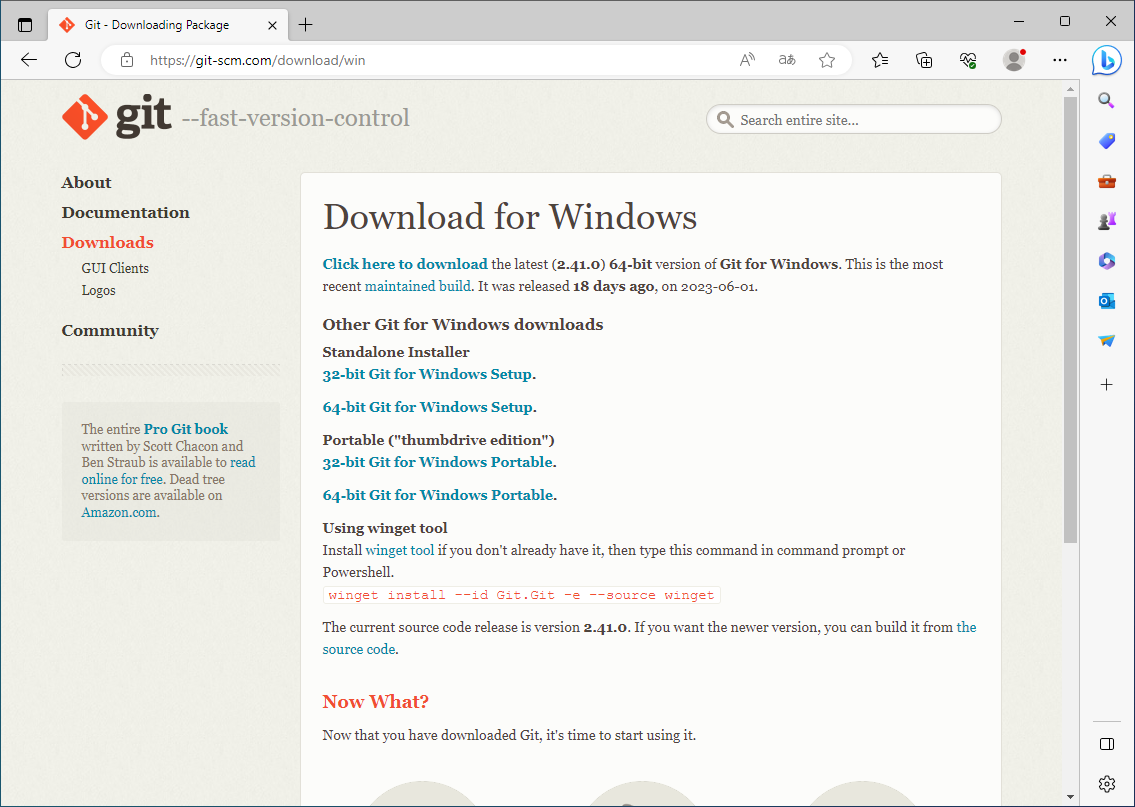 Git - Downloading Package
https://git-scm.com/download/win
git --fast-version-control
Search entire site...
About
Documentation
Downloads
GUI Clients
Logos
Community
The entire Pro Git book
written by Scott Chacon and
Ben Straub is available to read
online for free. Dead tree
versions are available on
Amazon.com.
Download for Windows
Click here to download the latest (2.41.0) 64-bit version of Git for Windows. This is the most
recent maintained build. It was released 18 days ago, on 2023-06-01.
Other Git for Windows downloads
Standalone Installer
32-bit Git for Windows Setup.
64-bit Git for Windows Setup.
Portable ("thumbdrive edition")
32-bit Git for Windows Portable.
64-bit Git for Windows Portable.
Using winget tool
Install winget tool if you don't already have it, then type this command in command prompt or
Powershell.
winget install --id Git.Git -e --source winget
The current source code release is version 2.41.0. If you want the newer version, you can build it from the
source code.
Now What?
Now that you have downloaded Git, it's time to start using it.